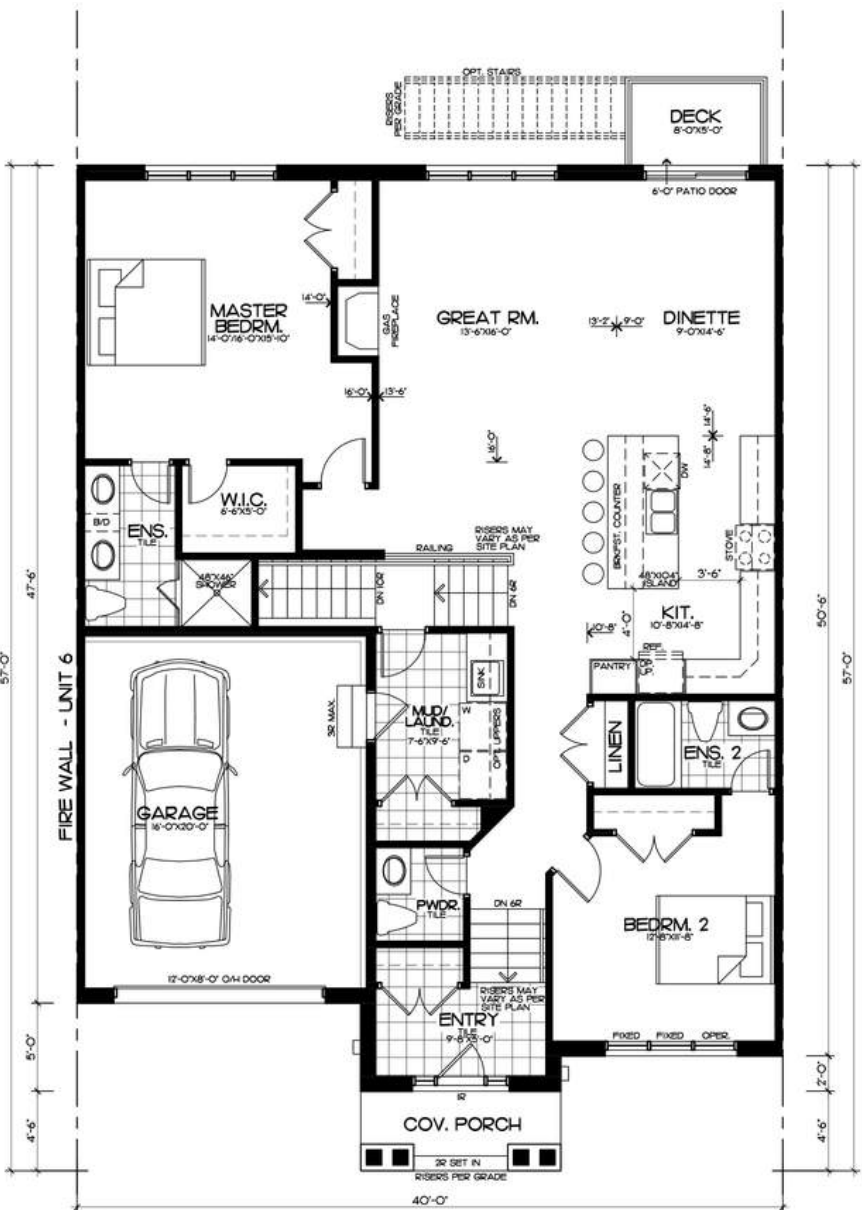 OPT. STAIRS
RISERS
PER GRADE
DECK
8'-0"X5'-0"
6'-0" PATIO DOOR
MASTER
BEDRM.
14'-0"/16'-0"X15'-10"
14'-0"
GAS
FIREPLACE
GREAT RM.
13'-6"X16'-0"
13'-2"
9'-0"
DINETTE
9'-0"X14'-6"
16'-0"
13'-6"
16'-0"
14'-6"
14'-8"
W.I.C.
6'-6"X5'-0"
B/D
ENS.
TILE
48"X46"
SHOWER
RAILING
RISERS MAY
VARY AS PER
SITE PLAN
DN 10R
DN 6R
BRKFST. COUNTER
DW
STOVE
48"X104"
ISLAND
3'-6"
4'-0"
KIT.
10'-8"X14'-8"
10'-8"
REF.
DP.
UP.
PANTRY
47'-6"
57'-0"
50'-6"
57'-0"
FIRE WALL - UNIT 6
3R MAX.
MUD/
LAUND.
TILE
7'-6"X9'-6"
SINK
W
D
OPT. UPPERS
LINEN
ENS. 2
TILE
GARAGE
16'-0"X20'-0"
12'-0"X8'-0" O/H DOOR
PWDR.
TILE
DN 6R
BEDRM. 2
12'-8"X11'-8"
RISERS MAY
VARY AS PER
SITE PLAN
ENTRY
TILE
9'-8"X5'-0"
FIXED
FIXED
OPER.
5'-0"
2'-0"
4'-6"
4'-6"
1R
COV. PORCH
2R SET IN
RISERS PER GRADE
40'-0"